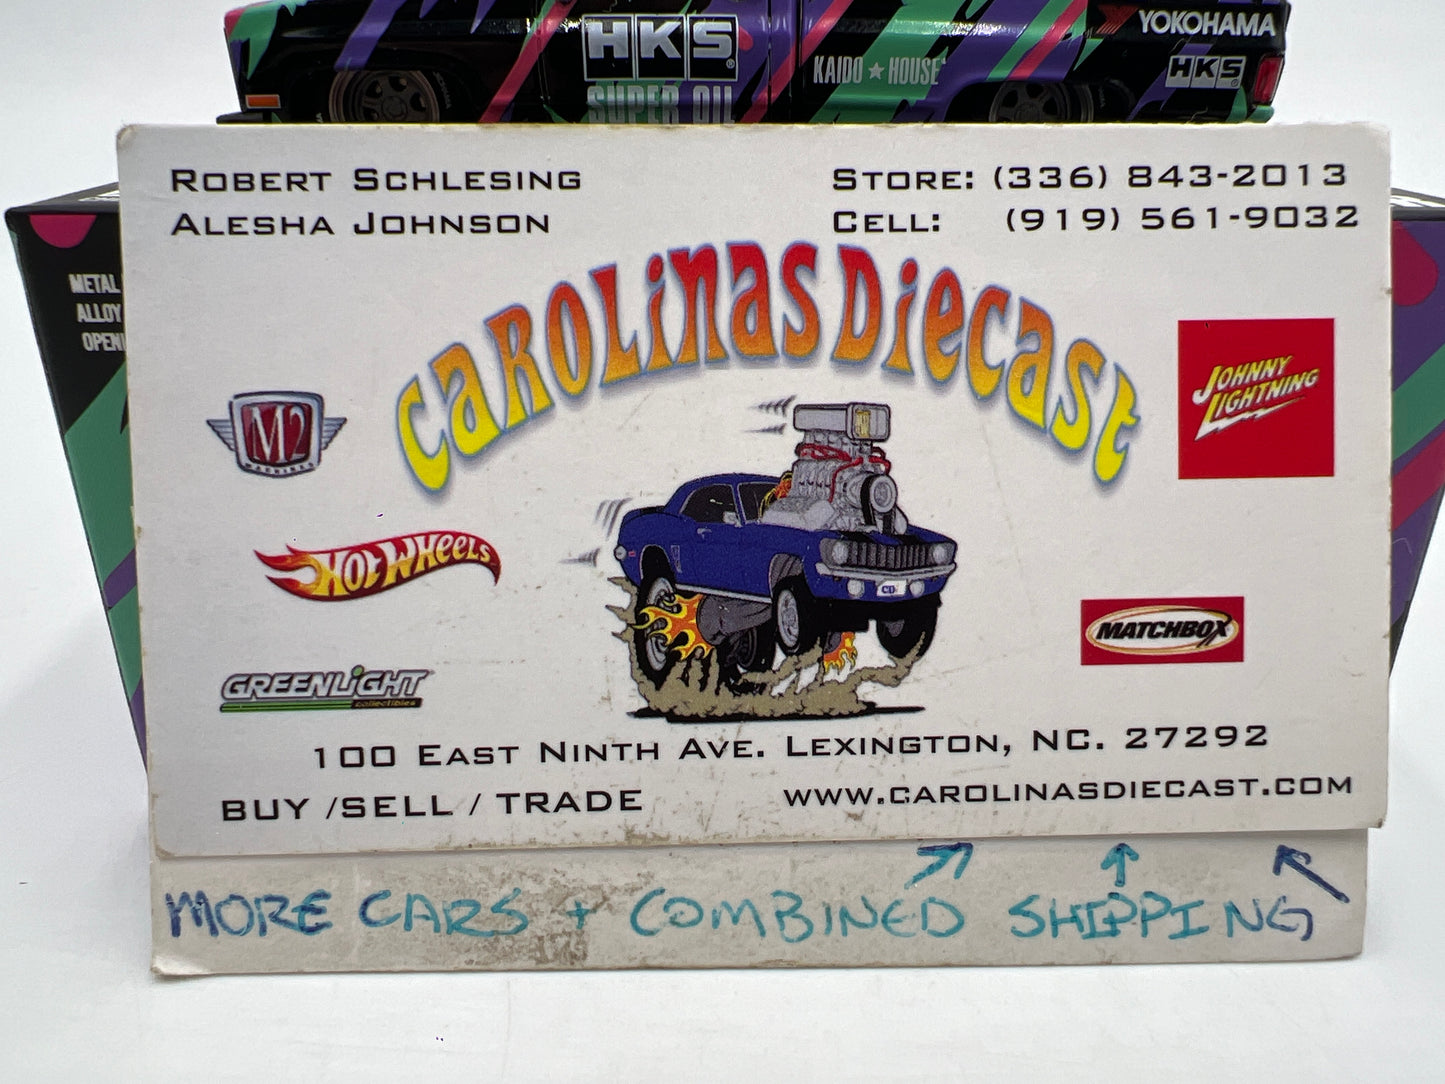 HKS
SUPER OIL
KAIDO ★ HOUSE
YOKOHAMA
HKS
METAL
ALLOY
OPEN
ROBERT SCHLESING
ALESHA JOHNSON
STORE: (336) 843-2013
CELL: (919) 561-9032
CAROLINAS DIECAST
M2
MACHINES
JOHNNY
LIGHTNING
HOT WHEELS
MATCHBOX
GREENLIGHT
collectibles
100 EAST NINTH AVE. LEXINGTON, NC. 27292
BUY /SELL / TRADE
WWW.CAROLINASDIECAST.COM
MORE CARS + COMBINED SHIPPING